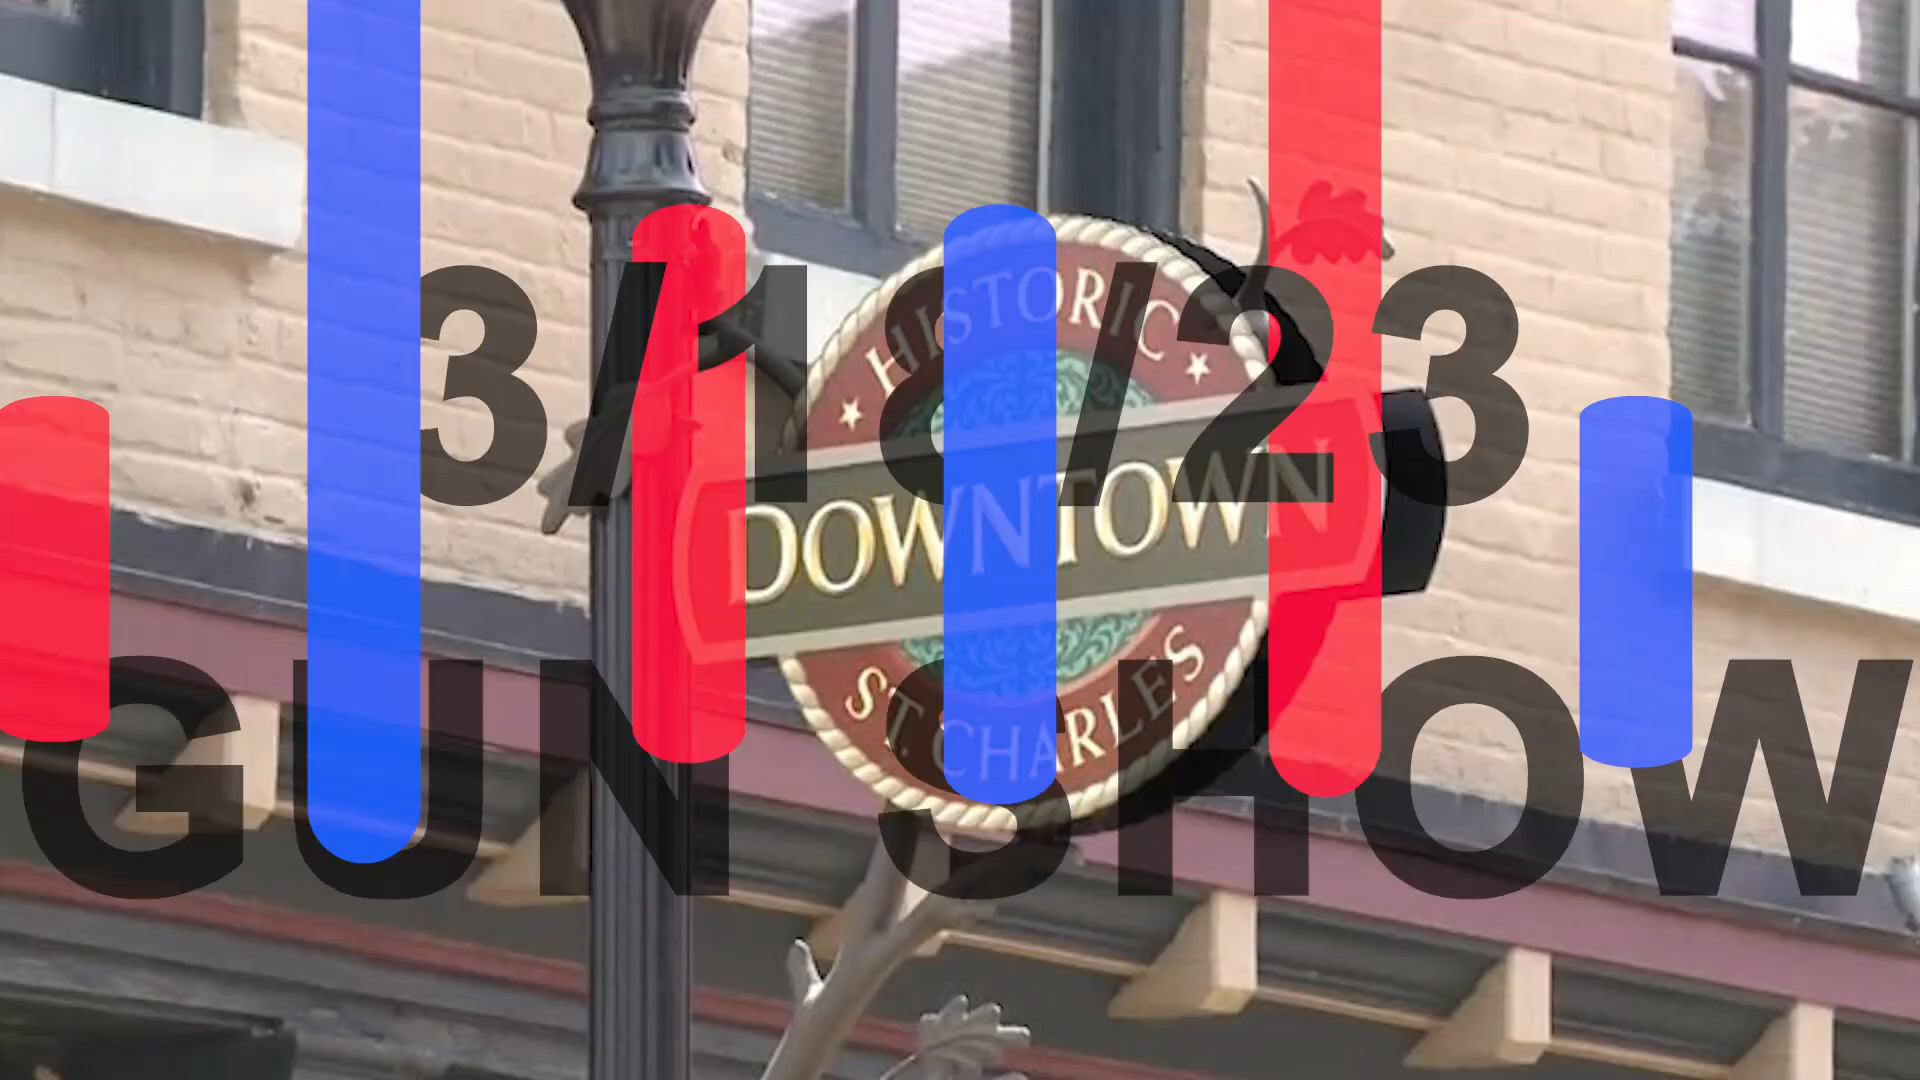 3/18/23
HISTORIC
DOWNTOWN
ST. CHARLES
GUN SHOW